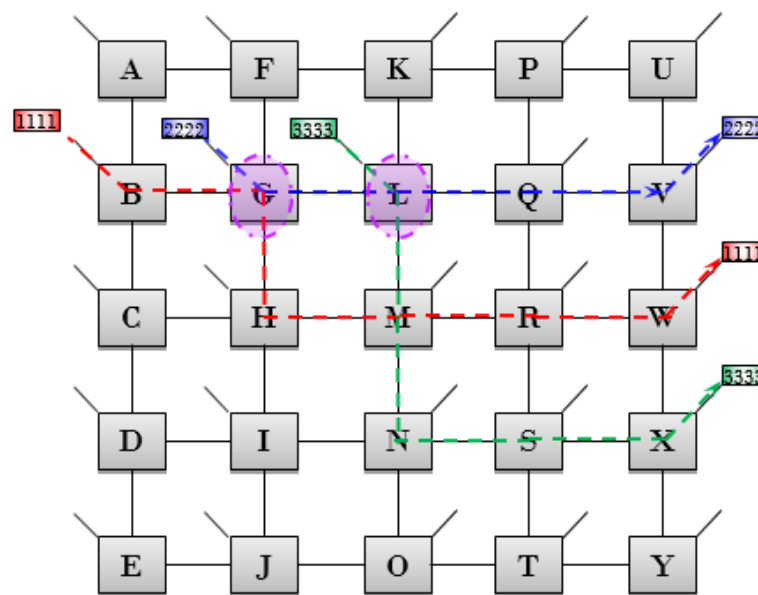 A F K P U
1111 2222 3333 2222
B G L Q V
1111
C H M R W
3333
D I N S X
E J O T Y